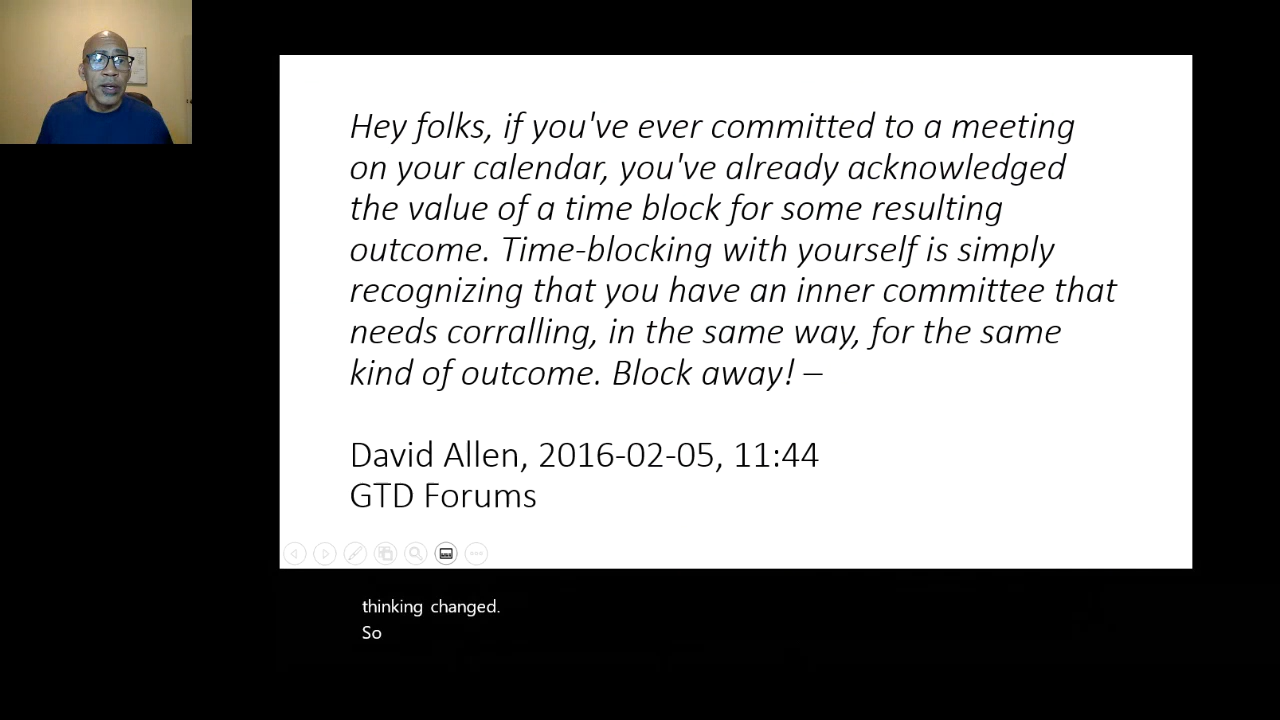 Hey folks, if you've ever committed to a meeting
on your calendar, you've already acknowledged
the value of a time block for some resulting
outcome. Time-blocking with yourself is simply
recognizing that you have an inner committee that
needs corralling, in the same way, for the same
kind of outcome. Block away! –
David Allen, 2016-02-05, 11:44
GTD Forums
thinking changed.
So